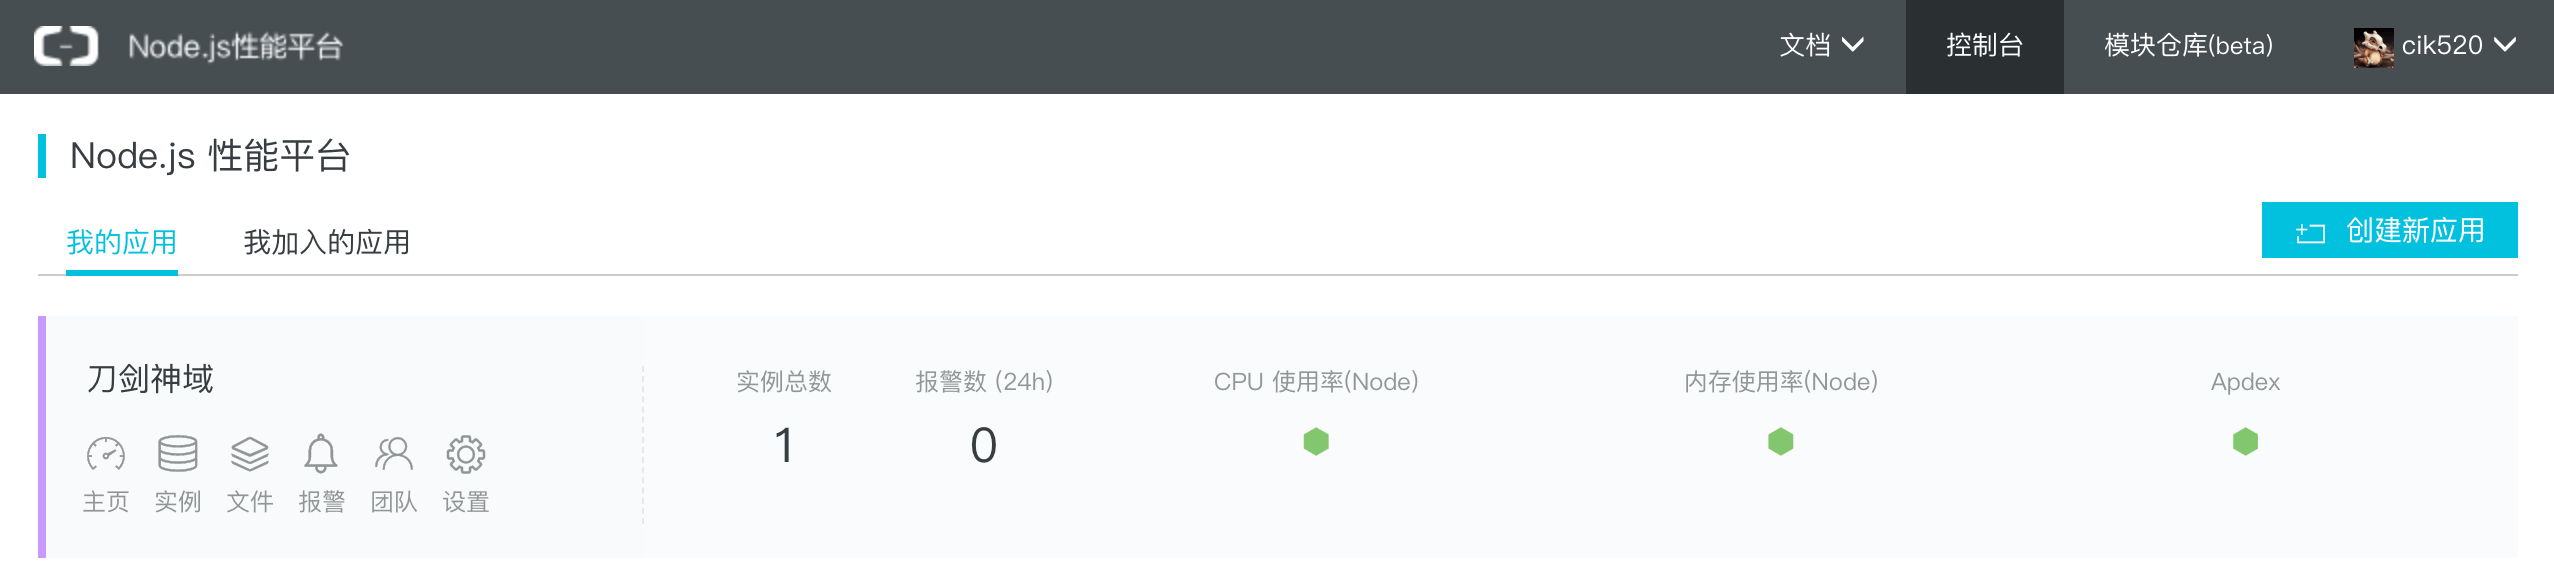 Node.js性能平台 文档 控制台 模块仓库(beta) cik520
Node.js 性能平台
我的应用 我加入的应用 创建新应用
刀剑神域 实例总数 报警数 (24h) CPU 使用率(Node) 内存使用率(Node) Apdex
1 0
主页 实例 文件 报警 团队 设置